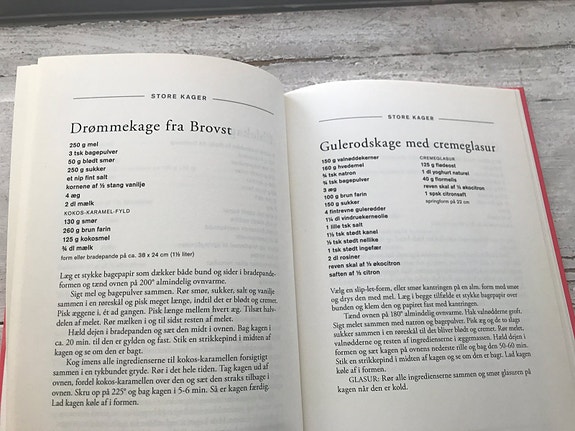 STORE KAGER
Drømmekage fra Brovst
250 g mel
3 tsk bagepulver
50 g blødt smør
250 g sukker
et nip fint salt
kornene af ½ stang vanilje
4 æg
2 dl mælk
KOKOS-KARAMEL-FYLD
130 g smør
260 g brun farin
125 g kokosmel
¾ dl mælk
form eller bradepande på ca. 38 x 24 cm (1½ liter)
Læg et stykke bagepapir som dækker både bund og sider i bradepande-
formen og tænd ovnen på 200° almindelig ovnvarme.
Sigt mel og bagepulver sammen. Rør smør, sukker, salt og vanilje
sammen i en røreskål og pisk meget længe, indtil det er blødt og cremet.
Pisk æggene i, ét ad gangen. Pisk længe mellem hvert æg. Tilsæt halv-
delen af melet. Rør mælken i og til sidst resten af melet.
Hæld dejen i bradepanden og sæt den midt i ovnen. Bag kagen i
ca. 20 min. til den er gylden og fast. Stik en strikkepind i midten af kagen
og se om den er bagt.
Kog imens alle ingredienserne til kokos-karamellen forsigtigt
sammen i en tykbundet gryde. Rør i det hele tiden. Tag kagen ud af
ovnen, fordel kokos-karamellen over den og sæt den straks tilbage i
ovnen. Skru op på 225° og bag kagen i 5-6 min. Så er kagen færdig.
Lad kagen køle af i formen.
STORE KAGER
Gulerodskage med cremeglasur
150 g valnøddekerner
160 g hvedemel
¾ tsk natron
¾ tsk bagepulver
3 æg
100 g brun farin
150 g sukker
4 fintrevne gulerødder
1¼ dl vindruekerneolie
1 lille tsk salt
1½ tsk stødt kanel
½ tsk stødt nellike
1 tsk stødt ingefær
2 dl rosiner
reven skal af ½ økocitron
saften af ½ citron
CREMEGLASUR
125 g flødeost
1 dl yoghurt naturel
40 g flormelis
reven skal af ½ økocitron
1 spsk citronsaft
springform på 22 cm
Vælg en slip-let-form, eller smør kantringen på en alm. form med smør
og drys den med mel. Læg i begge tilfælde et stykke bagepapir over
bunden og klem den og papiret fast med kantringen.
Tænd ovnen på 180° almindelig ovnvarme. Hak valnødderne groft.
Sigt melet sammen med natron og bagepulver. Pisk æg og de to slags
sukker sammen i en røreskål til det bliver blødt og cremet. Rør melet,
nødderne og resten af ingredienserne i æggemassen. Hæld dejen i
formen og sæt kagen på ovnens nederste rille og bag den 50-60 min.
Stik en strikkepind i midten af kagen og se om den er bagt. Lad kagen
køle af i formen.
GLASUR: Rør alle ingredienserne sammen og smør glasuren på
kagen når den er kold.